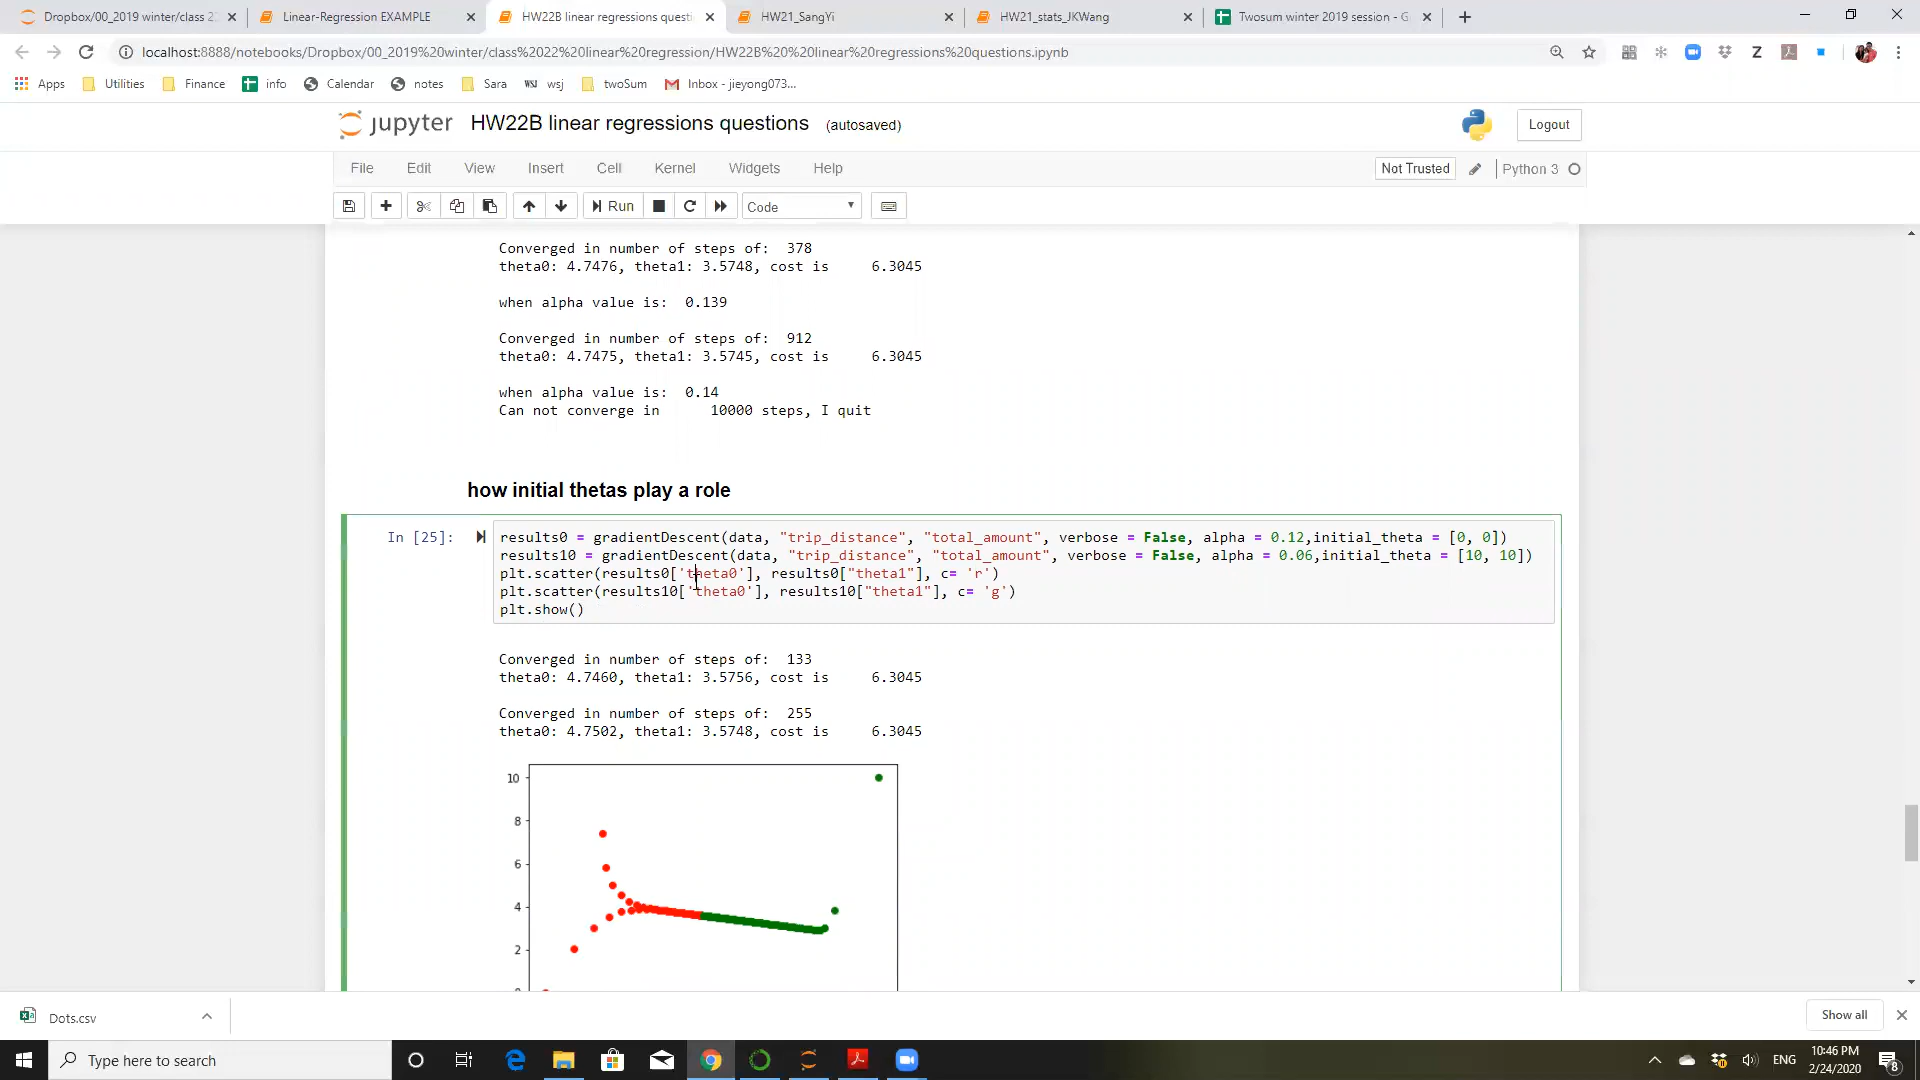 Dropbox/00_2019 winter/class 2
Linear-Regression EXAMPLE
HW22B linear regressions questi
HW21_SangYi
HW21_stats_JKWang
Twosum winter 2019 session - G
localhost:8888/notebooks/Dropbox/00_2019%20winter/class%2022%20linear%20regression/HW22B%20%20linear%20regressions%20questions.ipynb
Apps Utilities Finance info Calendar notes Sara WSJ wsj twoSum Inbox - jieyong073...
jupyter HW22B linear regressions questions (autosaved) Logout
File Edit View Insert Cell Kernel Widgets Help Not Trusted Python 3
Run Code
Converged in number of steps of: 378
theta0: 4.7476, theta1: 3.5748, cost is 6.3045
when alpha value is: 0.139
Converged in number of steps of: 912
theta0: 4.7475, theta1: 3.5745, cost is 6.3045
when alpha value is: 0.14
Can not converge in 10000 steps, I quit
how initial thetas play a role
In [25]:
results0 = gradientDescent(data, "trip_distance", "total_amount", verbose = False, alpha = 0.12,initial_theta = [0, 0])
results10 = gradientDescent(data, "trip_distance", "total_amount", verbose = False, alpha = 0.06,initial_theta = [10, 10])
plt.scatter(results0['theta0'], results0["theta1"], c= 'r')
plt.scatter(results10['theta0'], results10["theta1"], c= 'g')
plt.show()
Converged in number of steps of: 133
theta0: 4.7460, theta1: 3.5756, cost is 6.3045
Converged in number of steps of: 255
theta0: 4.7502, theta1: 3.5748, cost is 6.3045
10
8
6
4
2
Dots.csv
Show all
Type here to search
ENG
10:46 PM
2/24/2020
8